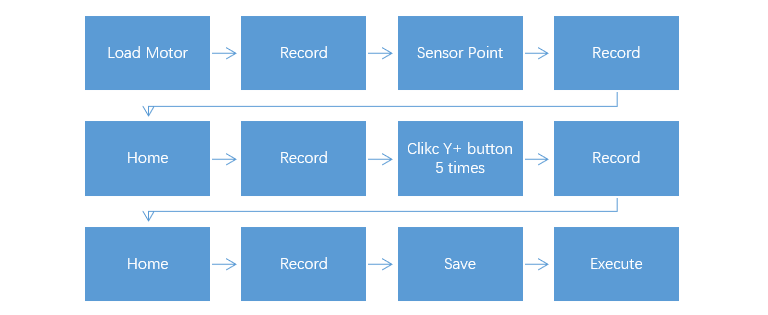 Load Motor
Record
Sensor Point
Record
Home
Record
Clikc Y+ button
5 times
Record
Home
Record
Save
Execute